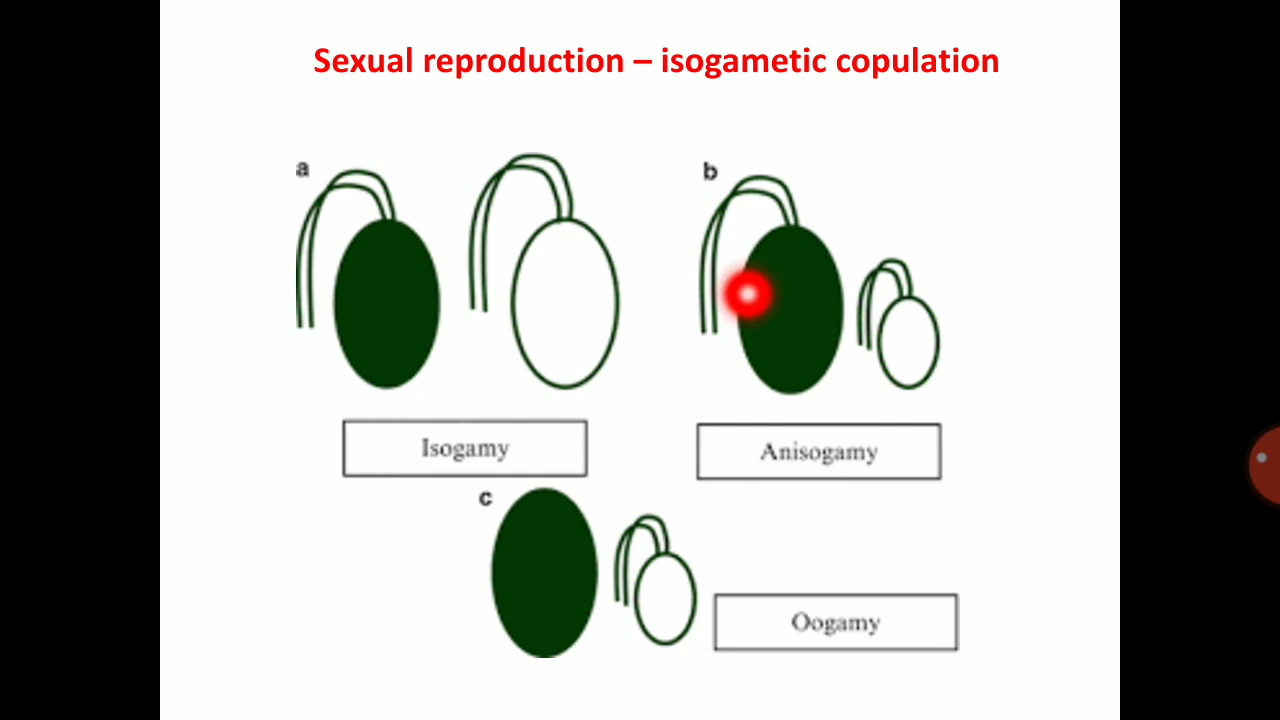 Sexual reproduction – isogametic copulation
a
b
Isogamy
Anisogamy
c
Oogamy